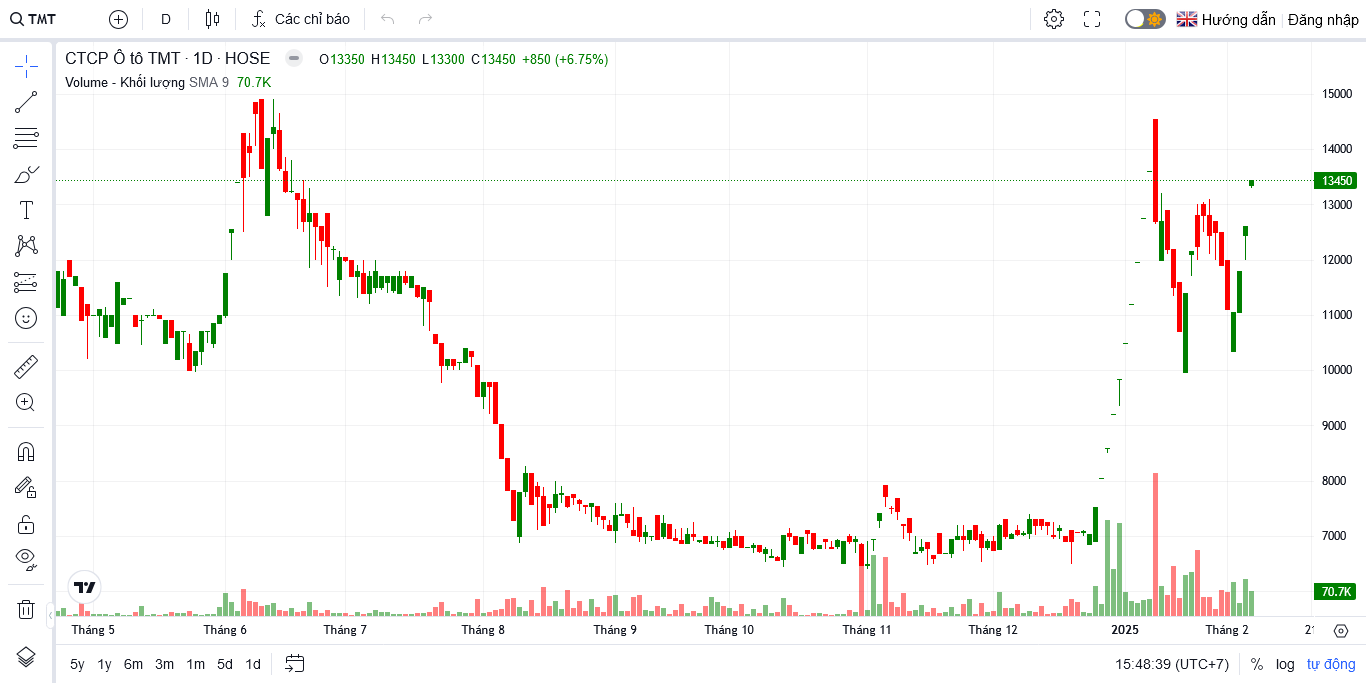 TMT D Các chỉ báo Hướng dẫn Đăng nhập
CTCP Ô tô TMT · 1D · HOSE O13350 H13450 L13300 C13450 +850 (+6.75%)
Volume - Khối lượng SMA 9 70.7K
15000
14000
13450
13000
12000
11000
10000
9000
8000
7000
70.7K
Tháng 5 Tháng 6 Tháng 7 Tháng 8 Tháng 9 Tháng 10 Tháng 11 Tháng 12 2025 Tháng 2
5y 1y 6m 3m 1m 5d 1d 15:48:39 (UTC+7) % log tự động